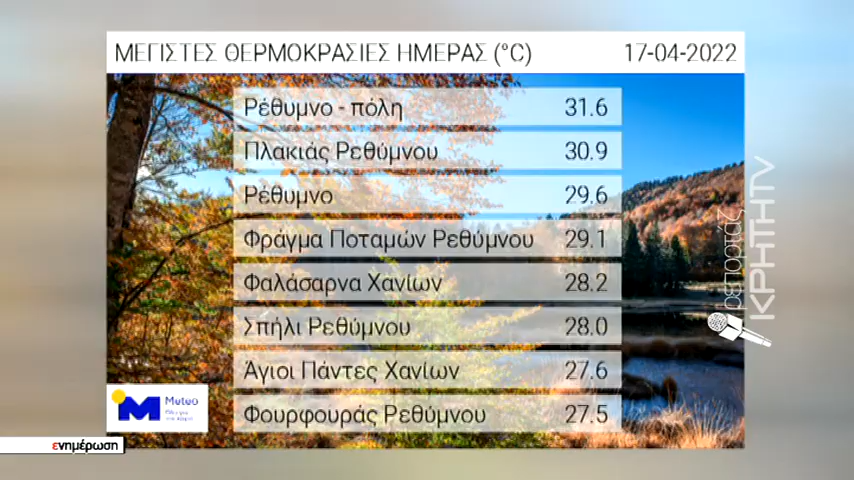 ΜΕΓΙΣΤΕΣ ΘΕΡΜΟΚΡΑΣΙΕΣ ΗΜΕΡΑΣ (°C) 17-04-2022
Ρέθυμνο - πόλη 31.6
Πλακιάς Ρεθύμνου 30.9
Ρέθυμνο 29.6
Φράγμα Ποταμών Ρεθύμνου 29.1
Φαλάσαρνα Χανίων 28.2
Σπήλι Ρεθύμνου 28.0
Άγιοι Πάντες Χανίων 27.6
Φουρφουράς Ρεθύμνου 27.5
Meteo
ενημέρωση
ρεπορτάζ
ΚΡΗΤΗ TV